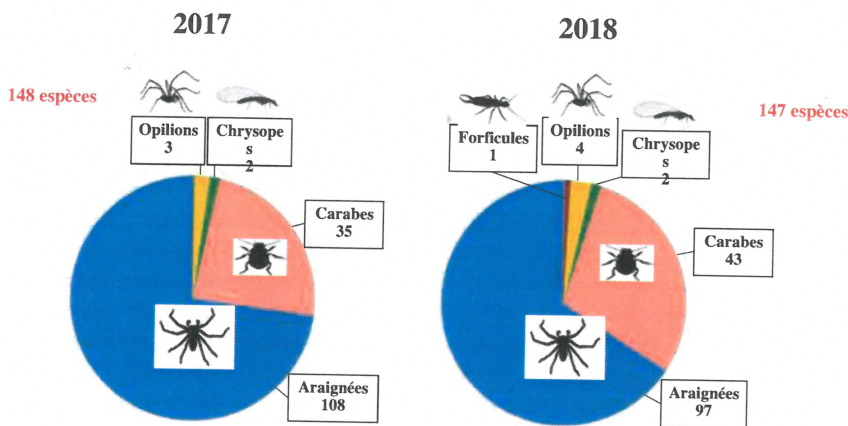 2017
2018
148 espèces
147 espèces
Opilions
3
Chrysope
s
2
Forficules
1
Opilions
4
Chrysope
s
2
Carabes
35
Carabes
43
Araignées
108
Araignées
97